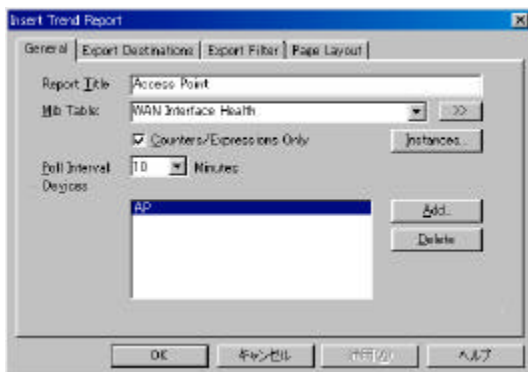 Insert Trend Report
General
Export Destinations
Export Filter
Page Layout
Report Title
Access Point
Mib Table:
WAN Interface Health
>>
Counters/Expressions Only
Instances...
Poll Interval
10
Minutes
Devices
AP
Add...
Delete
OK
キャンセル
適用(A)
ヘルプ